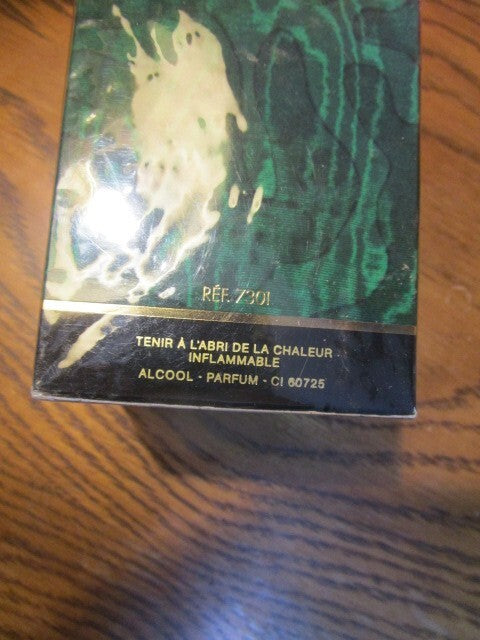 RÉF. 7301
TENIR À L'ABRI DE LA CHALEUR
INFLAMMABLE
ALCOOL - PARFUM - CI 60725